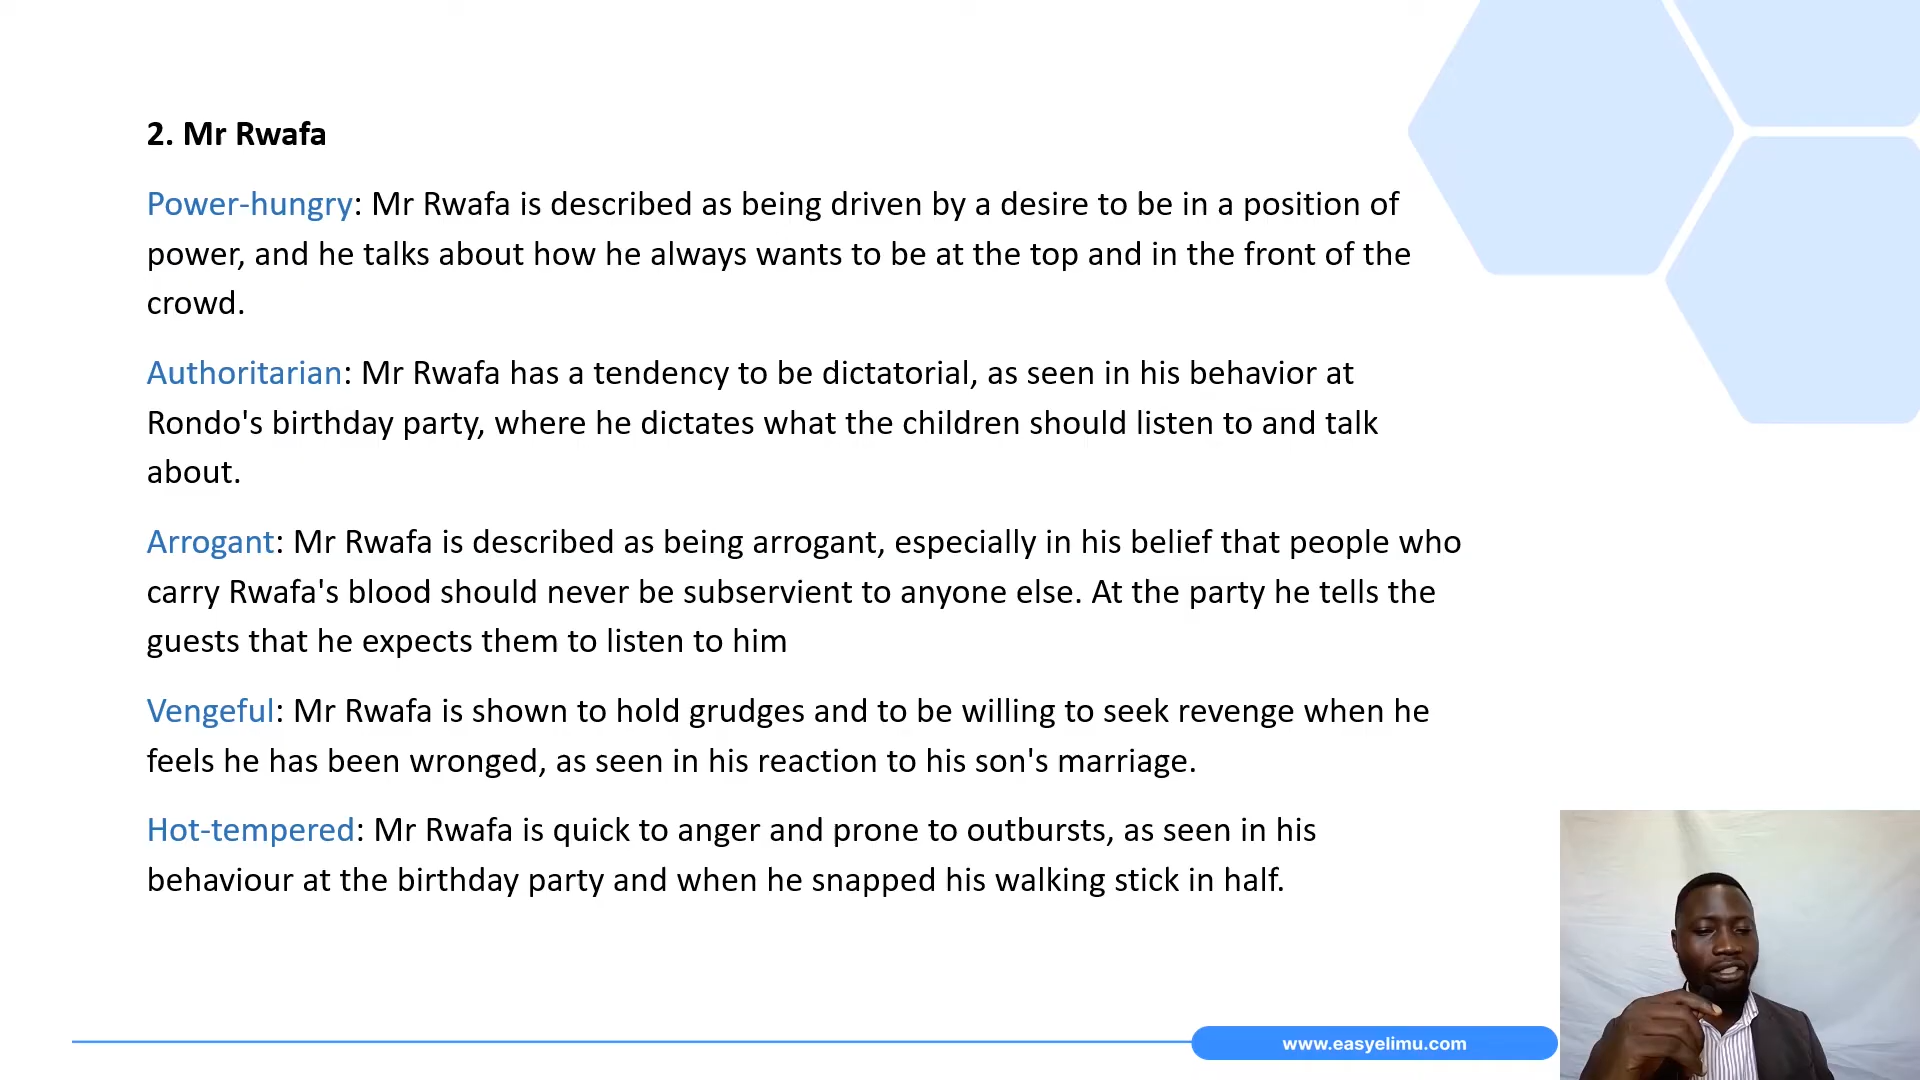 2. Mr Rwafa
Power-hungry: Mr Rwafa is described as being driven by a desire to be in a position of
power, and he talks about how he always wants to be at the top and in the front of the
crowd.
Authoritarian: Mr Rwafa has a tendency to be dictatorial, as seen in his behavior at
Rondo's birthday party, where he dictates what the children should listen to and talk
about.
Arrogant: Mr Rwafa is described as being arrogant, especially in his belief that people who
carry Rwafa's blood should never be subservient to anyone else. At the party he tells the
guests that he expects them to listen to him
Vengeful: Mr Rwafa is shown to hold grudges and to be willing to seek revenge when he
feels he has been wronged, as seen in his reaction to his son's marriage.
Hot-tempered: Mr Rwafa is quick to anger and prone to outbursts, as seen in his
behaviour at the birthday party and when he snapped his walking stick in half.
www.easyelimu.com